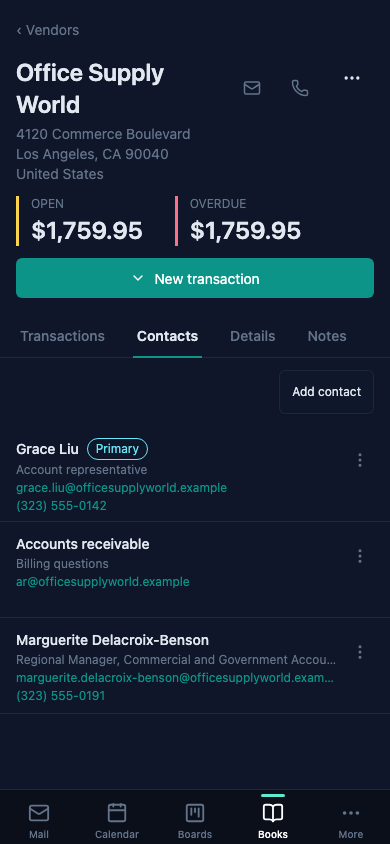 ‹ Vendors
Office Supply
World
4120 Commerce Boulevard
Los Angeles, CA 90040
United States
OPEN
$1,759.95
OVERDUE
$1,759.95
New transaction
Transactions
Contacts
Details
Notes
Add contact
Grace Liu
Primary
Account representative
grace.liu@officesupplyworld.example
(323) 555-0142
Accounts receivable
Billing questions
ar@officesupplyworld.example
Marguerite Delacroix-Benson
Regional Manager, Commercial and Government Accou...
marguerite.delacroix-benson@officesupplyworld.exam...
(323) 555-0191
Mail
Calendar
Boards
Books
More